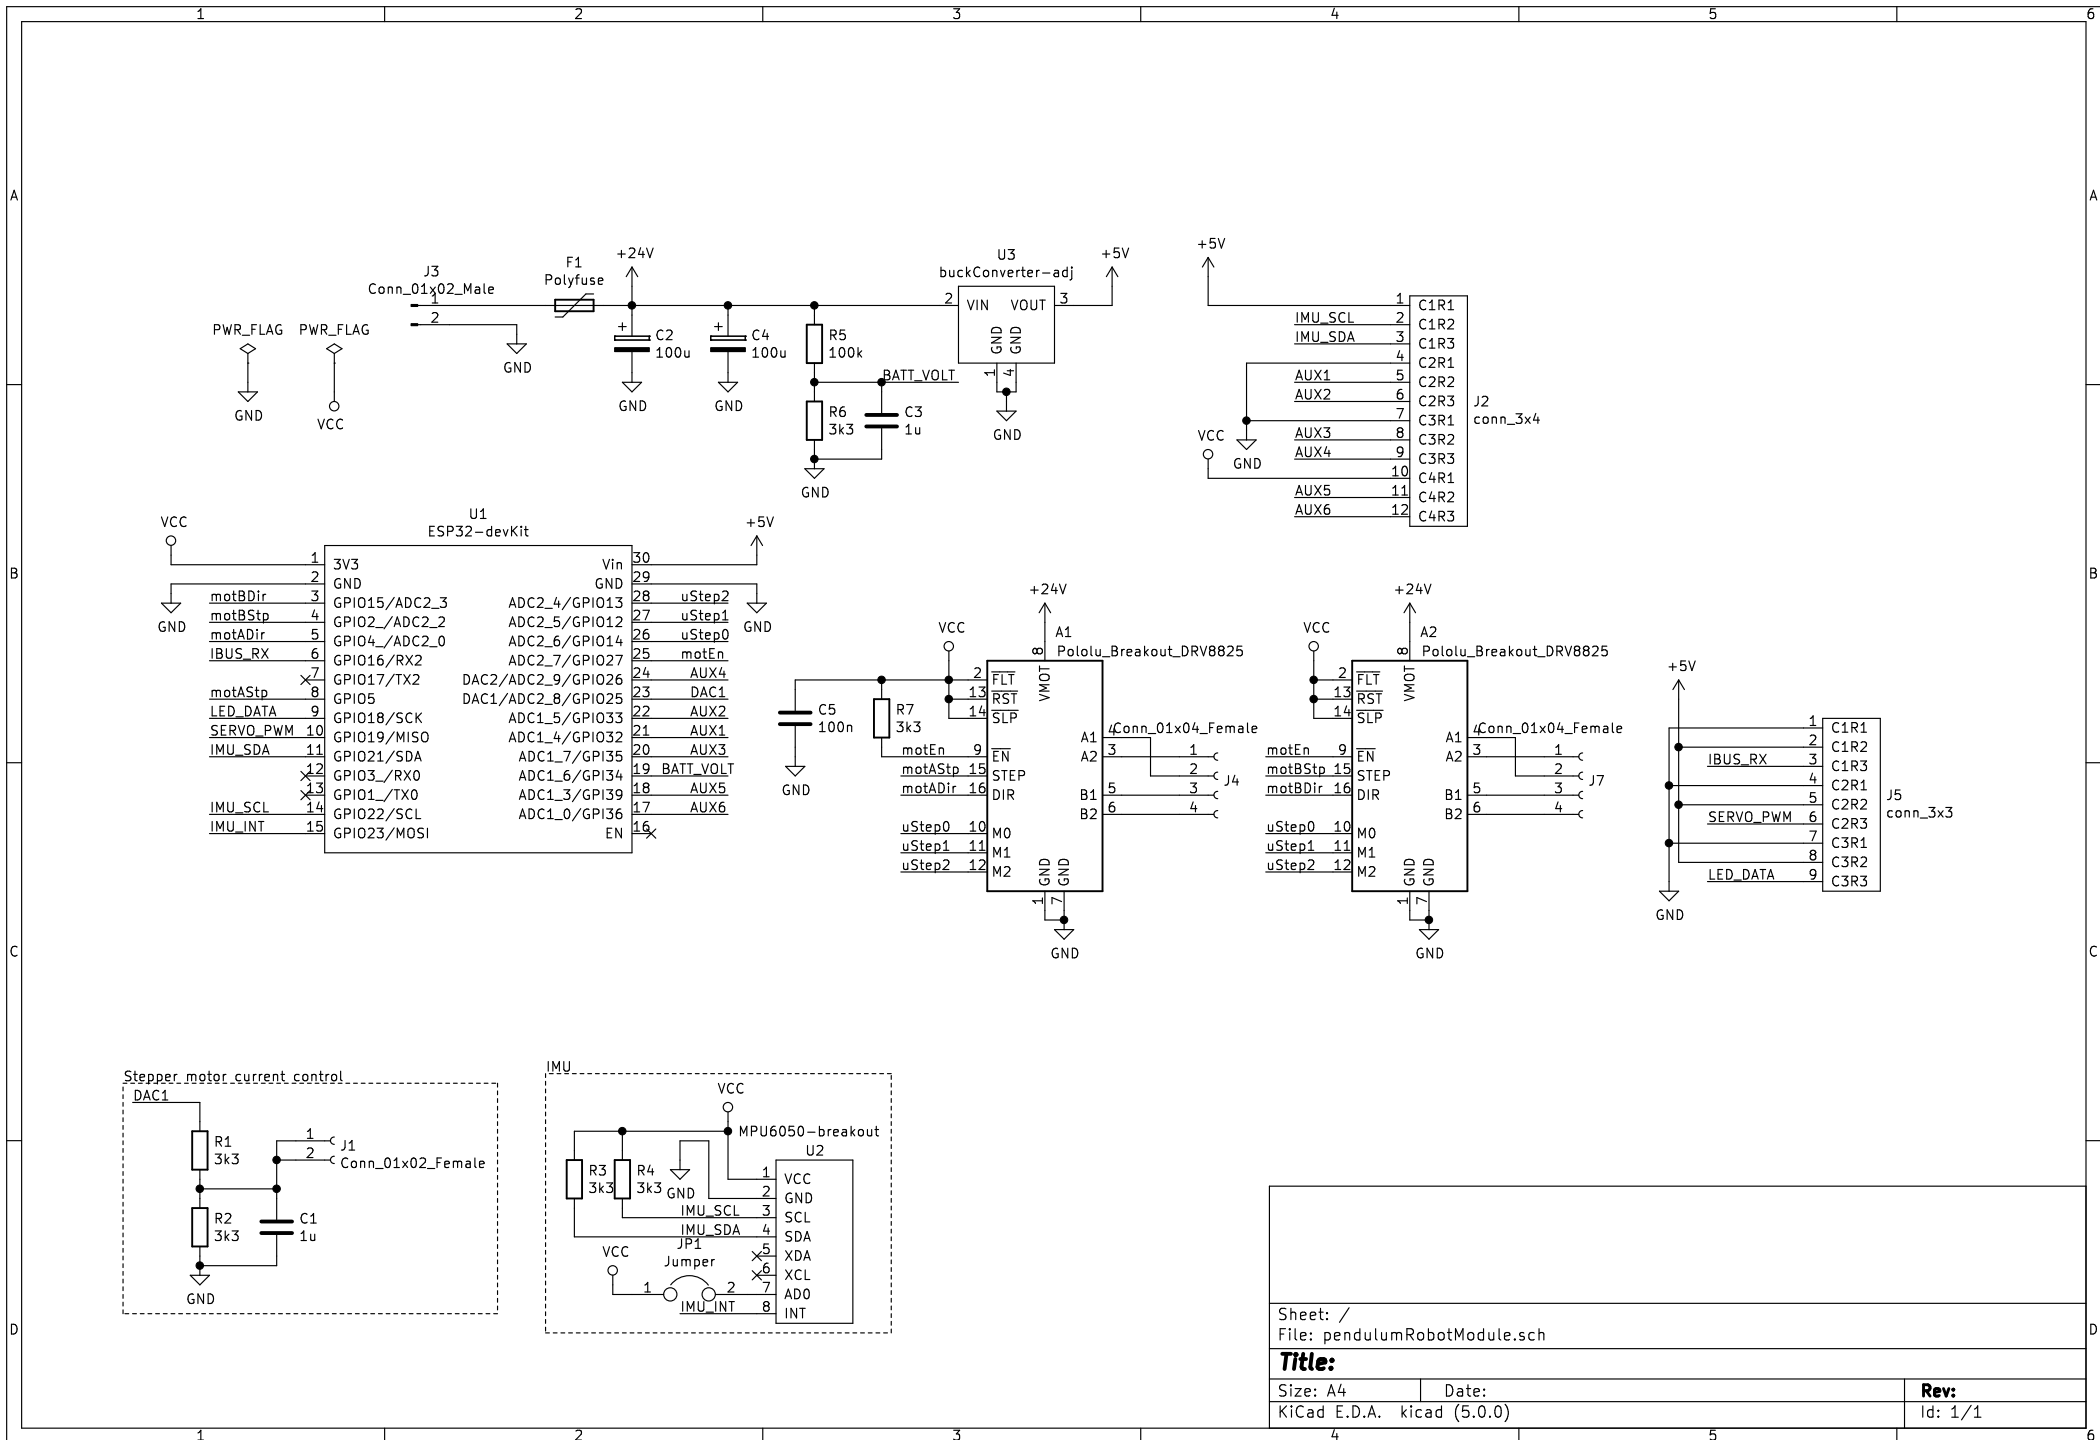 1 2 3 4 5 6
A A
+24V
+5V
+5V
J3
Conn_01x02_Male
1
2
GND
F1
Polyfuse
U3
buckConverter-adj
2 VIN VOUT 3
GND GND
1 4
GND
PWR_FLAG PWR_FLAG
GND
VCC
+ C2
100u
GND
+ C4
100u
GND
R5
100k
BATT_VOLT
R6
3k3
C3
1u
GND
1 C1R1
IMU_SCL 2 C1R2
IMU_SDA 3 C1R3
4 C2R1
AUX1 5 C2R2
AUX2 6 C2R3
7 C3R1
AUX3 8 C3R2
AUX4 9 C3R3
10 C4R1
AUX5 11 C4R2
AUX6 12 C4R3
VCC
GND
J2
conn_3x4
B B
U1
ESP32-devKit
VCC
+5V
GND
GND
1 3V3 Vin 30
2 GND GND 29
motBDir 3 GPIO15/ADC2_3 ADC2_4/GPIO13 28 uStep2
motBStp 4 GPIO2_/ADC2_2 ADC2_5/GPIO12 27 uStep1
motADir 5 GPIO4_/ADC2_0 ADC2_6/GPIO14 26 uStep0
IBUS_RX 6 GPIO16/RX2 ADC2_7/GPIO27 25 motEn
7 GPIO17/TX2 DAC2/ADC2_9/GPIO26 24 AUX4
motAStp 8 GPIO5 DAC1/ADC2_8/GPIO25 23 DAC1
LED_DATA 9 GPIO18/SCK ADC1_5/GPIO33 22 AUX2
SERVO_PWM 10 GPIO19/MISO ADC1_4/GPIO32 21 AUX1
IMU_SDA 11 GPIO21/SDA ADC1_7/GPI35 20 AUX3
12 GPIO3_/RX0 ADC1_6/GPI34 19 BATT_VOLT
13 GPIO1_/TX0 ADC1_3/GPI39 18 AUX5
IMU_SCL 14 GPIO22/SCL ADC1_0/GPI36 17 AUX6
IMU_INT 15 GPIO23/MOSI EN 16
+24V
VCC
A1
Pololu_Breakout_DRV8825
8
VMOT
2 FLT
13 RST
14 SLP
C5
100n
GND
R7
3k3
motEn 9 EN
motAStp 15 STEP
motADir 16 DIR
uStep0 10 M0
uStep1 11 M1
uStep2 12 M2
A1 4
A2 3
B1 5
B2 6
Conn_01x04_Female
1
2
3
4
J4
GND GND
1 7
GND
+24V
VCC
A2
Pololu_Breakout_DRV8825
8
VMOT
2 FLT
13 RST
14 SLP
motEn 9 EN
motBStp 15 STEP
motBDir 16 DIR
uStep0 10 M0
uStep1 11 M1
uStep2 12 M2
A1 4
A2 3
B1 5
B2 6
Conn_01x04_Female
1
2
3
4
J7
GND GND
1 7
GND
+5V
1 C1R1
2 C1R2
IBUS_RX 3 C1R3
4 C2R1
5 C2R2
SERVO_PWM 6 C2R3
7 C3R1
8 C3R2
LED_DATA 9 C3R3
J5
conn_3x3
GND
C C
Stepper motor current control
DAC1
R1
3k3
1
2
J1
Conn_01x02_Female
R2
3k3
C1
1u
GND
IMU
VCC
MPU6050-breakout
U2
R3
3k3
R4
3k3
GND
1 VCC
2 GND
IMU_SCL 3 SCL
IMU_SDA 4 SDA
5 XDA
6 XCL
7 AD0
IMU_INT 8 INT
VCC
JP1
Jumper
1 2
D D
Sheet: /
File: pendulumRobotModule.sch
Title:
Size: A4 Date: Rev:
KiCad E.D.A. kicad (5.0.0) Id: 1/1
1 2 3 4 5 6